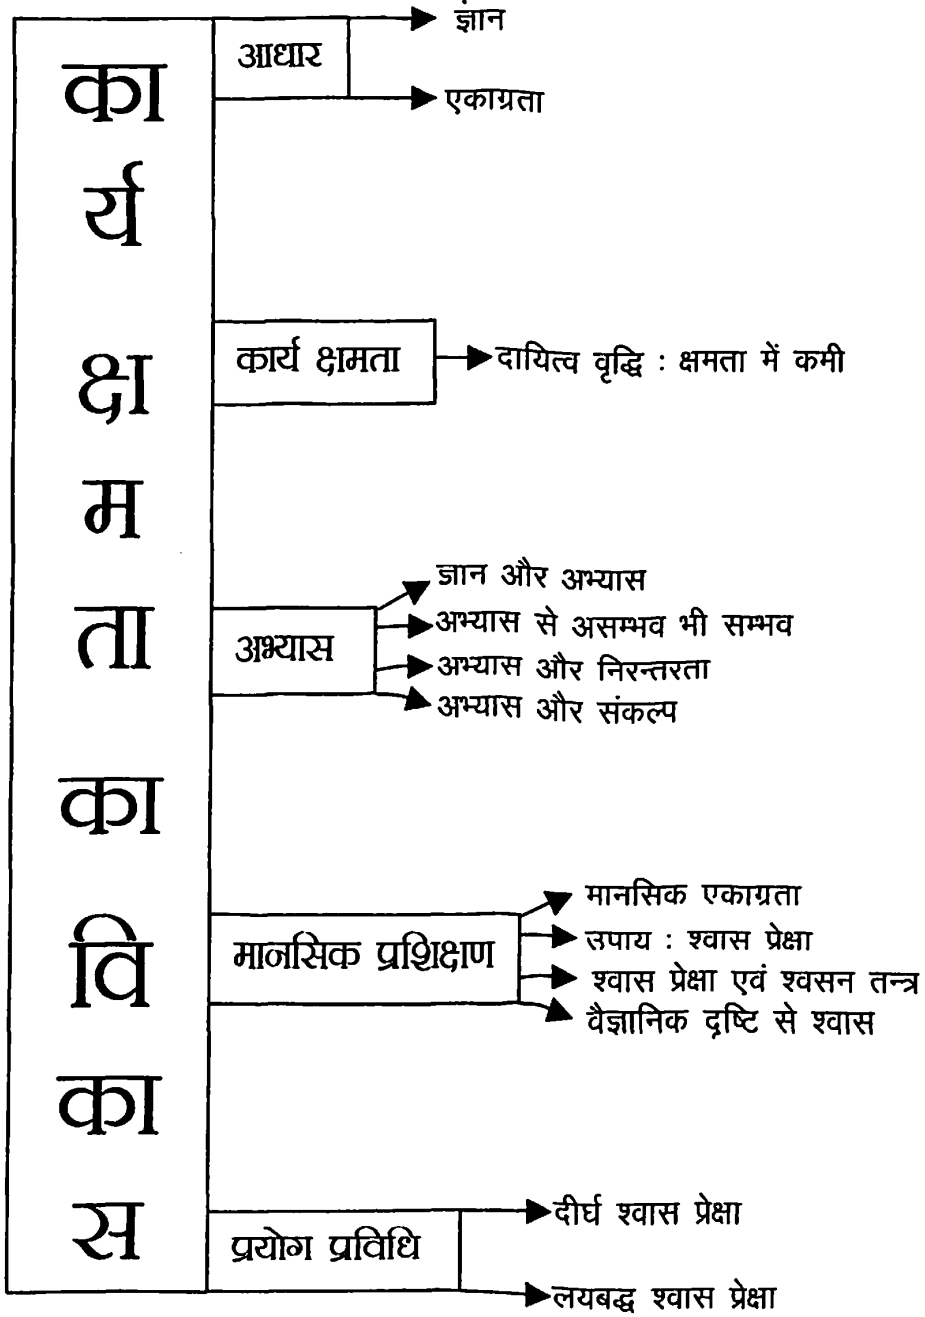 कार्य क्षमता का विकास
आधार
ज्ञान
एकाग्रता
कार्य क्षमता
दायित्व वृद्धि : क्षमता में कमी
अभ्यास
ज्ञान और अभ्यास
अभ्यास से असम्भव भी सम्भव
अभ्यास और निरन्तरता
अभ्यास और संकल्प
मानसिक प्रशिक्षण
मानसिक एकाग्रता
उपाय : श्वास प्रेक्षा
श्वास प्रेक्षा एवं श्वसन तन्त्र
वैज्ञानिक दृष्टि से श्वास
प्रयोग प्रविधि
दीर्घ श्वास प्रेक्षा
लयबद्ध श्वास प्रेक्षा